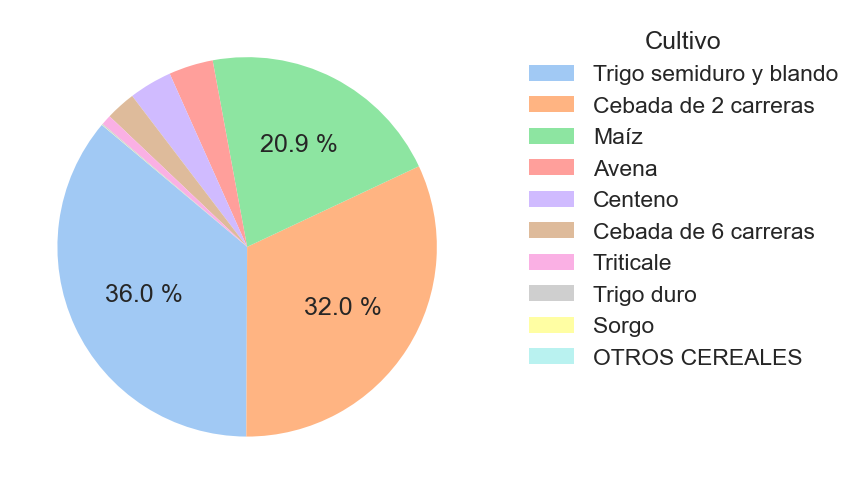 20.9 %
36.0 %
32.0 %
Cultivo
Trigo semiduro y blando
Cebada de 2 carreras
Maíz
Avena
Centeno
Cebada de 6 carreras
Triticale
Trigo duro
Sorgo
OTROS CEREALES